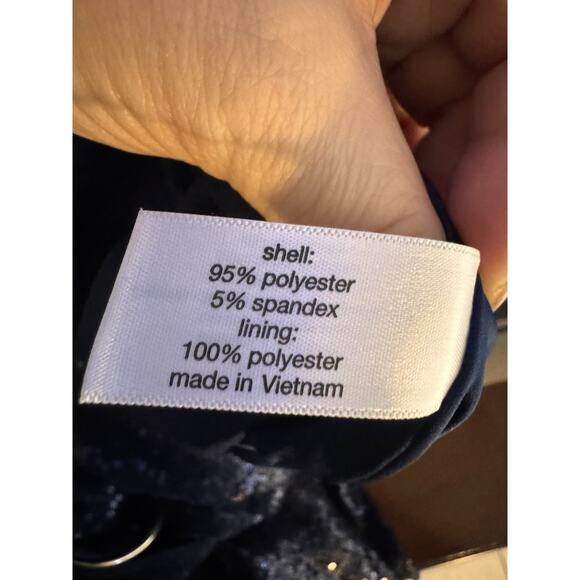 shell:
95% polyester
5% spandex
lining:
100% polyester
made in Vietnam